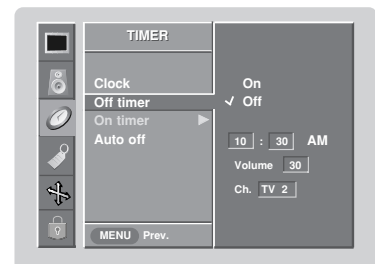 TIMER
Clock
Off timer
On timer
Auto off
MENU Prev.
On
✓ Off
10 : 30 AM
Volume 30
Ch. TV 2